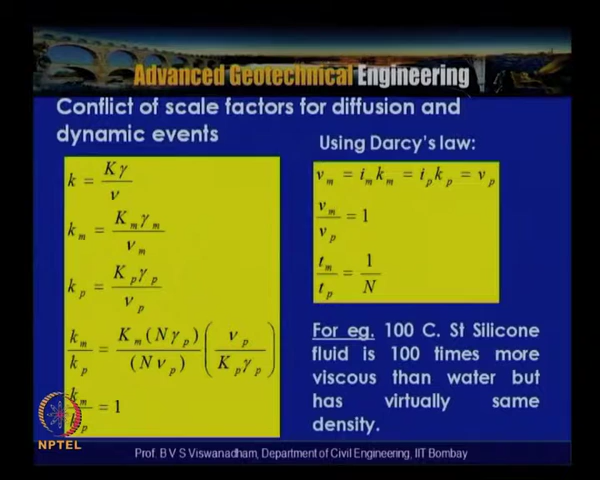 Advanced Geotechnical Engineering
Conflict of scale factors for diffusion and
dynamic events
k = Kγ / ν
k_m = K_m γ_m / ν_m
k_p = K_p γ_p / ν_p
k_m / k_p = K_m (N γ_p) / (N ν_p) (ν_p / K_p γ_p)
k_m / k_p = 1
Using Darcy's law:
v_m = i_m k_m = i_p k_p = v_p
v_m / v_p = 1
t_m / t_p = 1 / N
For eg. 100 C. St Silicone
fluid is 100 times more
viscous than water but
has virtually same
density.
NPTEL
Prof. B V S Viswanadham, Department of Civil Engineering, IIT Bombay